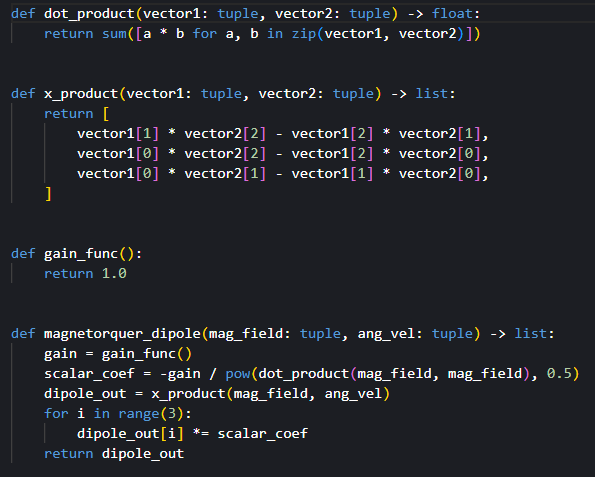 def dot_product(vector1: tuple, vector2: tuple) -> float:
    return sum([a * b for a, b in zip(vector1, vector2)])
def x_product(vector1: tuple, vector2: tuple) -> list:
    return [
        vector1[1] * vector2[2] - vector1[2] * vector2[1],
        vector1[0] * vector2[2] - vector1[2] * vector2[0],
        vector1[0] * vector2[1] - vector1[1] * vector2[0],
    ]
def gain_func():
    return 1.0
def magnetorquer_dipole(mag_field: tuple, ang_vel: tuple) -> list:
    gain = gain_func()
    scalar_coef = -gain / pow(dot_product(mag_field, mag_field), 0.5)
    dipole_out = x_product(mag_field, ang_vel)
    for i in range(3):
        dipole_out[i] *= scalar_coef
    return dipole_out